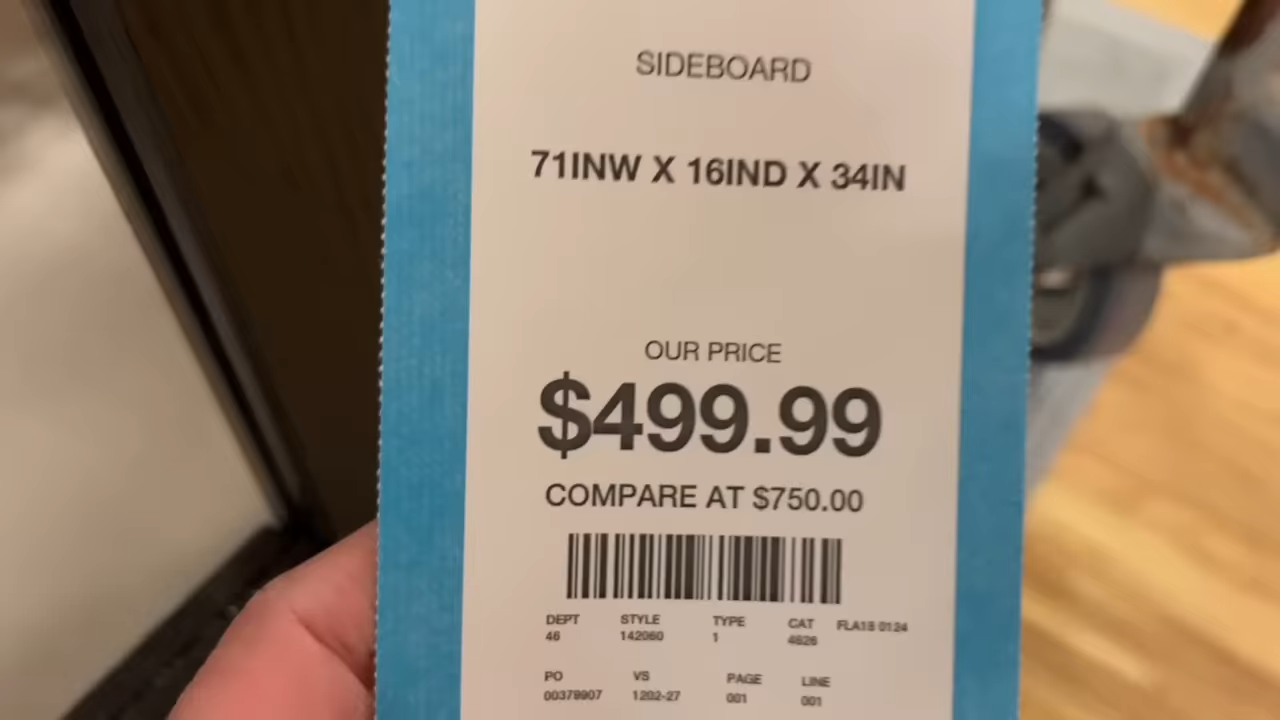 SIDEBOARD
71INW X 16IND X 34IN
OUR PRICE
$499.99
COMPARE AT $750.00
DEPT STYLE TYPE CAT FLA1S 0124
46 142060 1 4626
PO VS PAGE LINE
00379907 1202-27 001 001